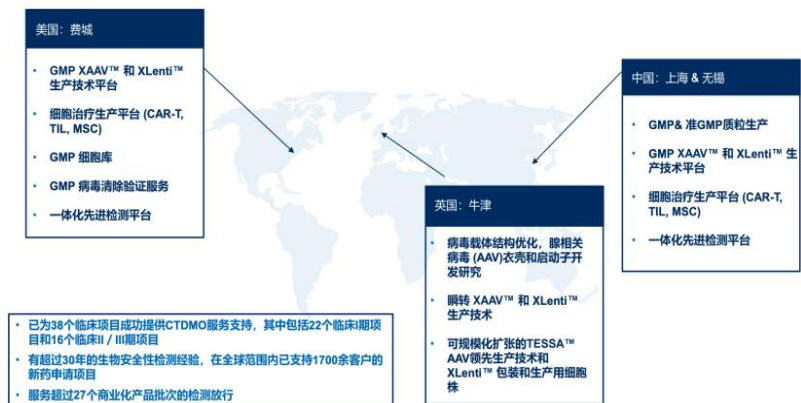 美国：费城
• GMP XAAV™ 和 XLenti™
生产技术平台
• 细胞治疗生产平台 (CAR-T,
TIL, MSC)
• GMP 细胞库
• GMP 病毒清除验证服务
• 一体化先进检测平台
中国：上海 & 无锡
• GMP& 准GMP质粒生产
• GMP XAAV™ 和 XLenti™ 生
产技术平台
• 细胞治疗生产平台 (CAR-T,
TIL, MSC)
• 一体化先进检测平台
英国：牛津
• 病毒载体结构优化，腺相关
病毒 (AAV)衣壳和启动子开
发研究
• 瞬转 XAAV™ 和 XLenti™
生产技术
• 可规模化扩张的TESSA™
AAV领先生产技术和
XLenti™ 包装和生产用细胞
株
• 已为38个临床项目成功提供CTDMO服务支持，其中包括22个临床I期项
目和16个临床II / III期项目
• 有超过30年的生物安全性检测经验，在全球范围内已支持1700余客户的
新药申请项目
• 服务超过27个商业化产品批次的检测放行